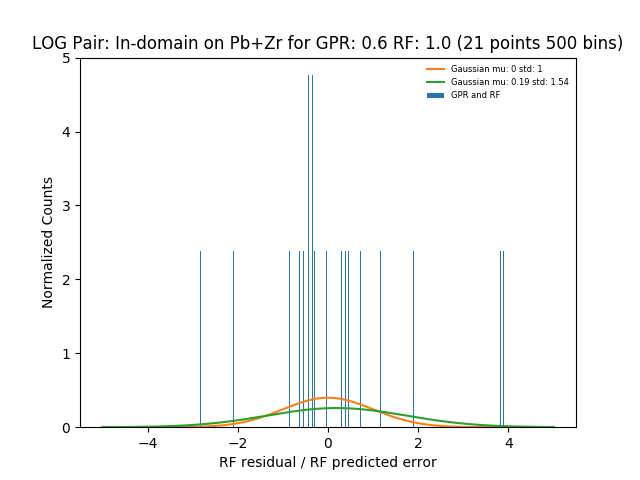 LOG Pair: In-domain on Pb+Zr for GPR: 0.6 RF: 1.0 (21 points 500 bins)
Gaussian mu: 0 std: 1
Gaussian mu: 0.19 std: 1.54
GPR and RF
Normalized Counts
5
4
3
2
1
0
−4
−2
0
2
4
RF residual / RF predicted error